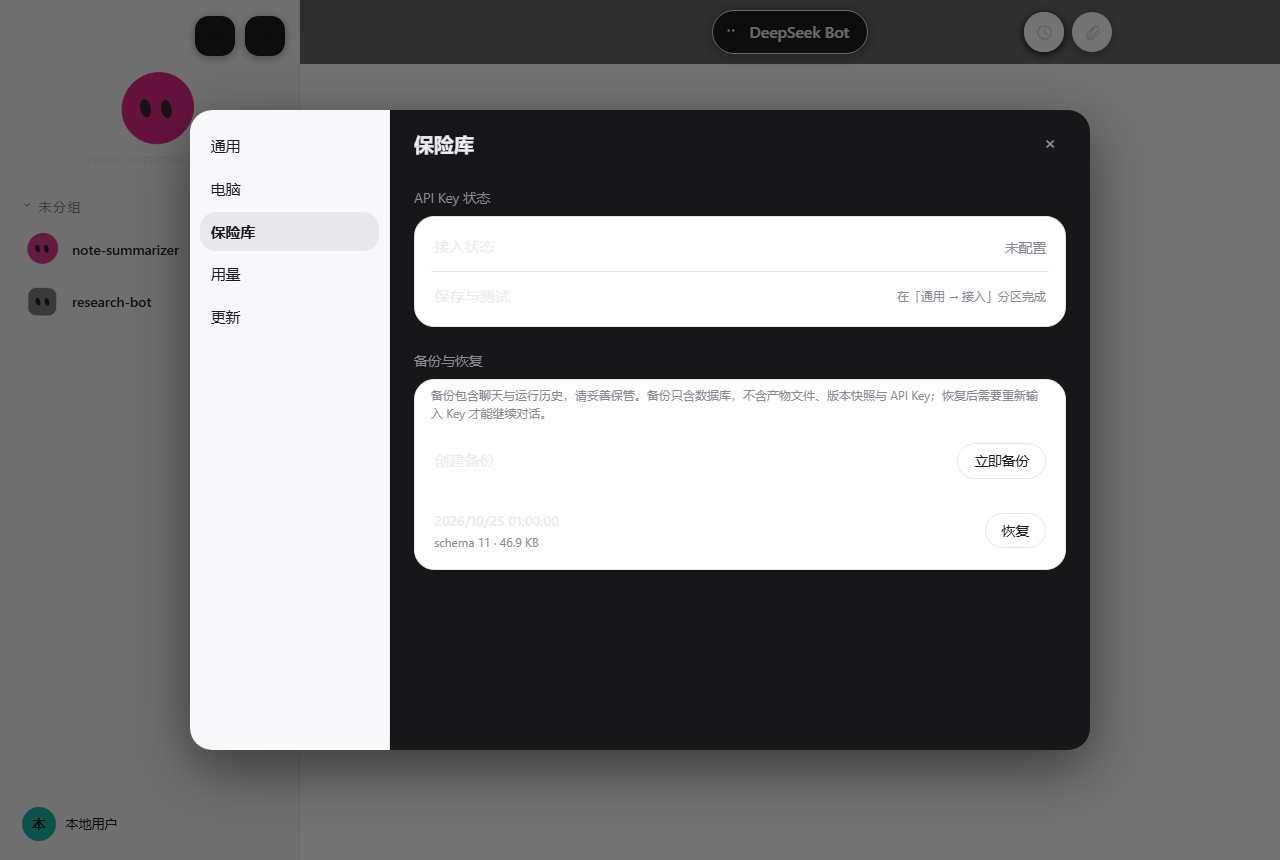 DeepSeek Bot
note-summar
未分组
note-summarizer
research-bot
本
本地用户
通用
电脑
保险库
用量
更新
保险库
×
API Key 状态
接入状态
未配置
保存与测试
在「通用 → 接入」分区完成
备份与恢复
备份包含聊天与运行历史，请妥善保管。备份只含数据库，不含产物文件、版本快照与 API Key；恢复后需要重新输
入 Key 才能继续对话。
创建备份
立即备份
2026/10/25 01:00:00
schema 11 · 46.9 KB
恢复